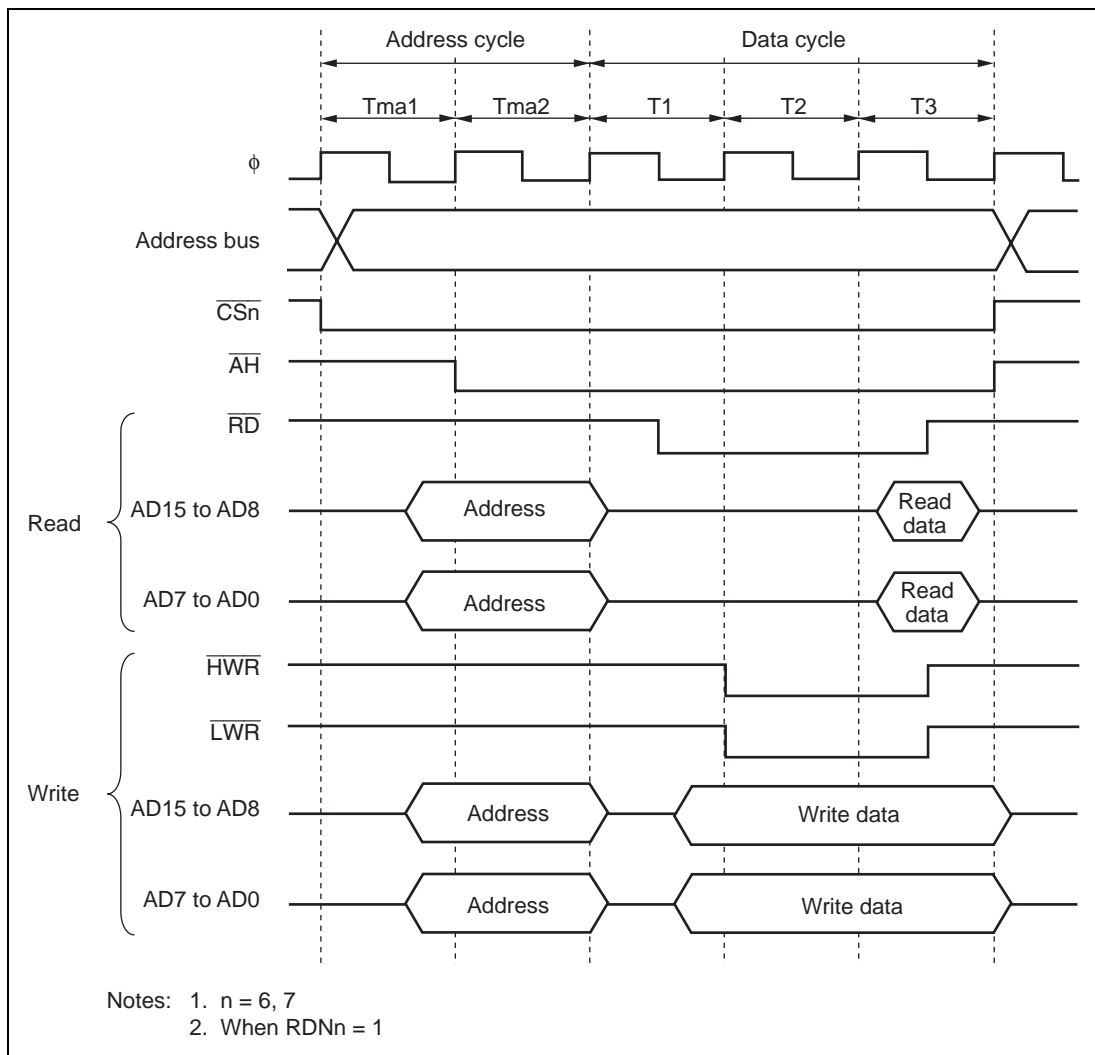 Address cycle Data cycle
Tma1 Tma2 T1 T2 T3
ϕ
Address bus
CSn
AH
RD
Read
AD15 to AD8 Address Read data
AD7 to AD0 Address Read data
HWR
LWR
Write
AD15 to AD8 Address Write data
AD7 to AD0 Address Write data
Notes: 1. n = 6, 7
2. When RDNn = 1